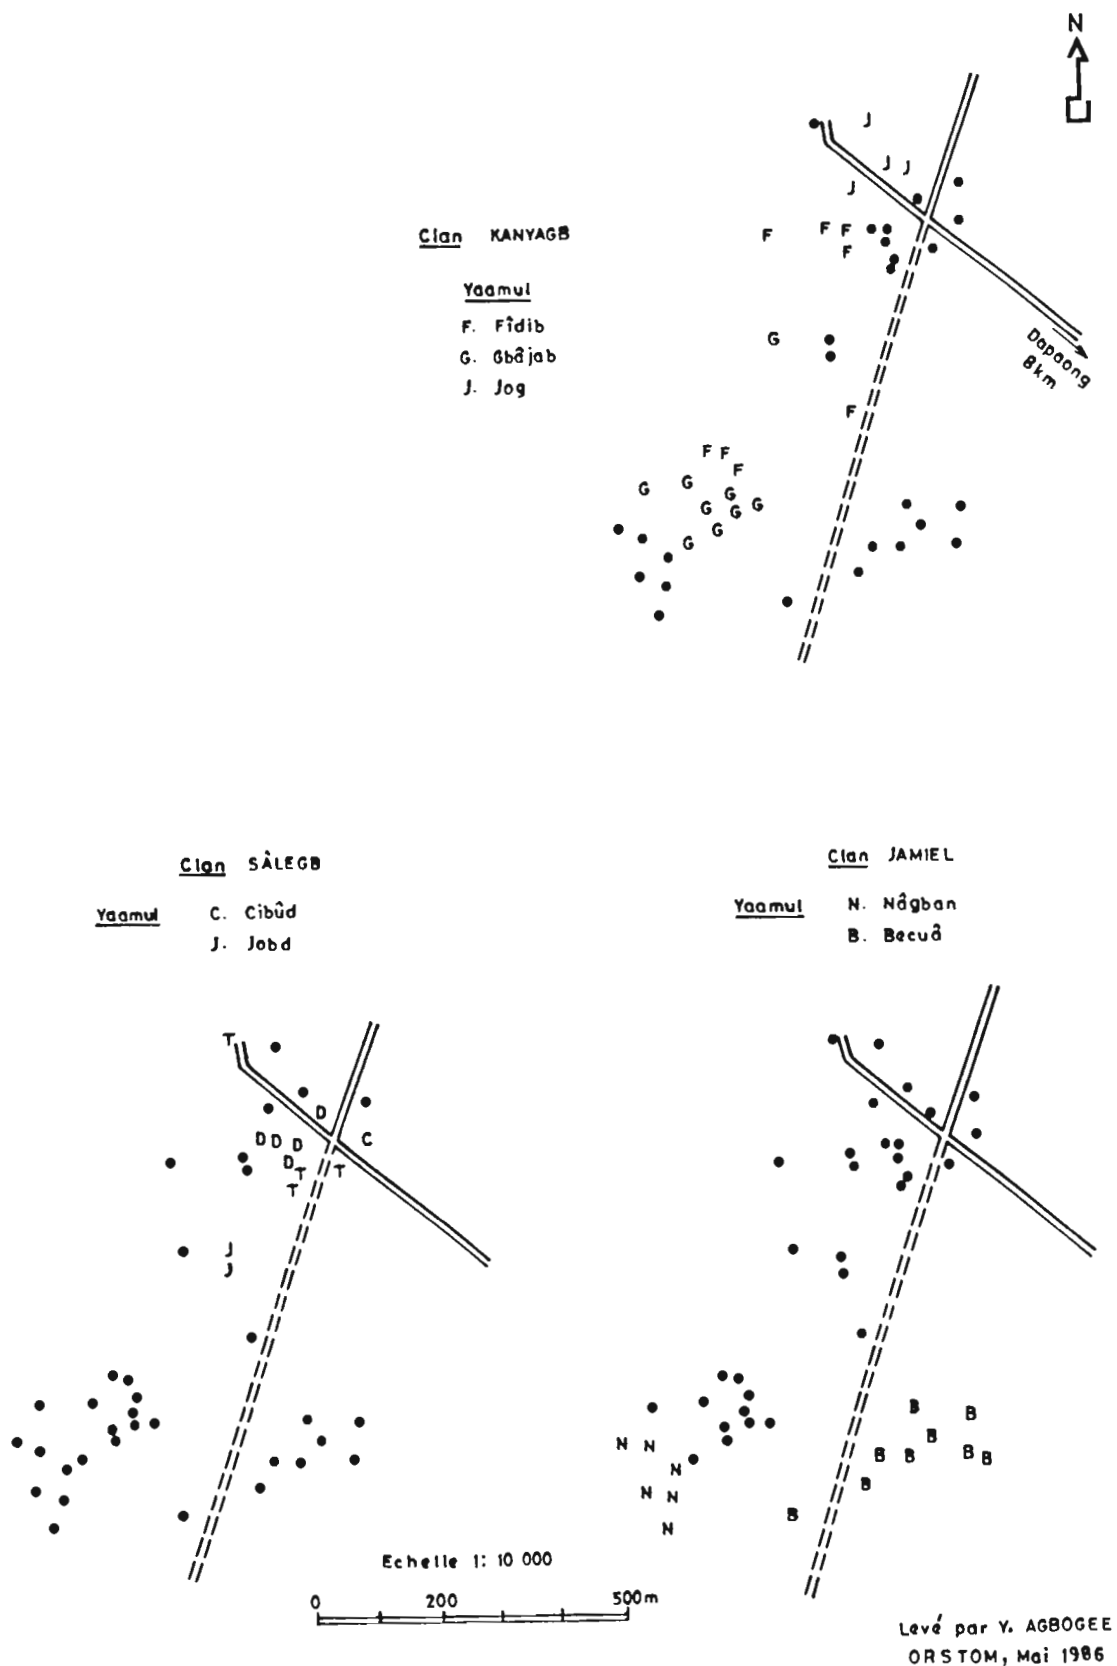 N
J
J J
J
Clan KANYAGB
F F F
F
Yaamul
F. Fîdib
G. Gbâjab
J. Jog
G
Dapaong
8km
F
F F
F
G G G
G G G
G G
Clan SÂLEGB
Yaamul C. Cibûd
J. Jobd
Clan JAMIEL
Yaamul N. Nâgban
B. Becuâ
T
D
D D D C
D T T
T
J
J
B B
B
N N B B B B
N
N N B
N B
Echelle 1: 10 000
0 200 500m
Levé par Y. AGBOGEE
ORSTOM, Mai 1986